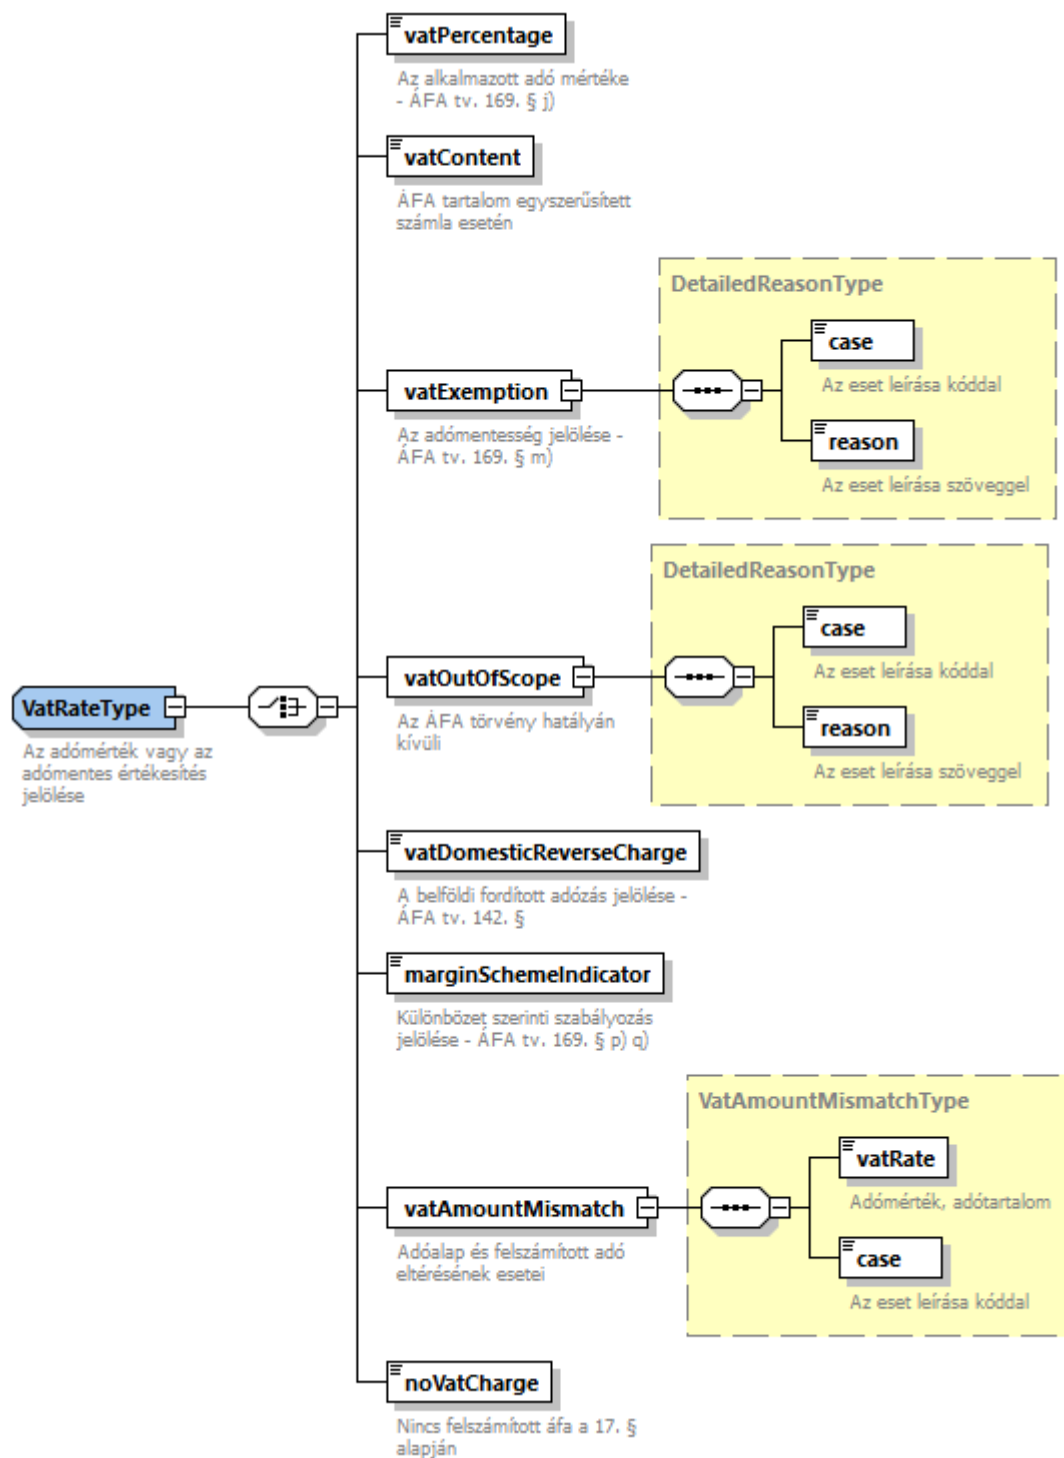 vatPercentage
Az alkalmazott adó mértéke
- ÁFA tv. 169. § j)
vatContent
ÁFA tartalom egyszerűsített
számla esetén
DetailedReasonType
case
Az eset leírása kóddal
vatExemption
Az adómentesség jelölése -
ÁFA tv. 169. § m)
reason
Az eset leírása szöveggel
DetailedReasonType
case
Az eset leírása kóddal
vatOutOfScope
Az ÁFA törvény hatályán
kívüli
reason
Az eset leírása szöveggel
VatRateType
Az adómérték vagy az
adómentes értékesítés
jelölése
vatDomesticReverseCharge
A belföldi fordított adózás jelölése -
ÁFA tv. 142. §
marginSchemeIndicator
Különbözet szerinti szabályozás
jelölése - ÁFA tv. 169. § p) q)
VatAmountMismatchType
vatRate
Adómérték, adótartalom
vatAmountMismatch
Adóalap és felszámított adó
eltérésének esetei
case
Az eset leírása kóddal
noVatCharge
Nincs felszámított áfa a 17. §
alapján